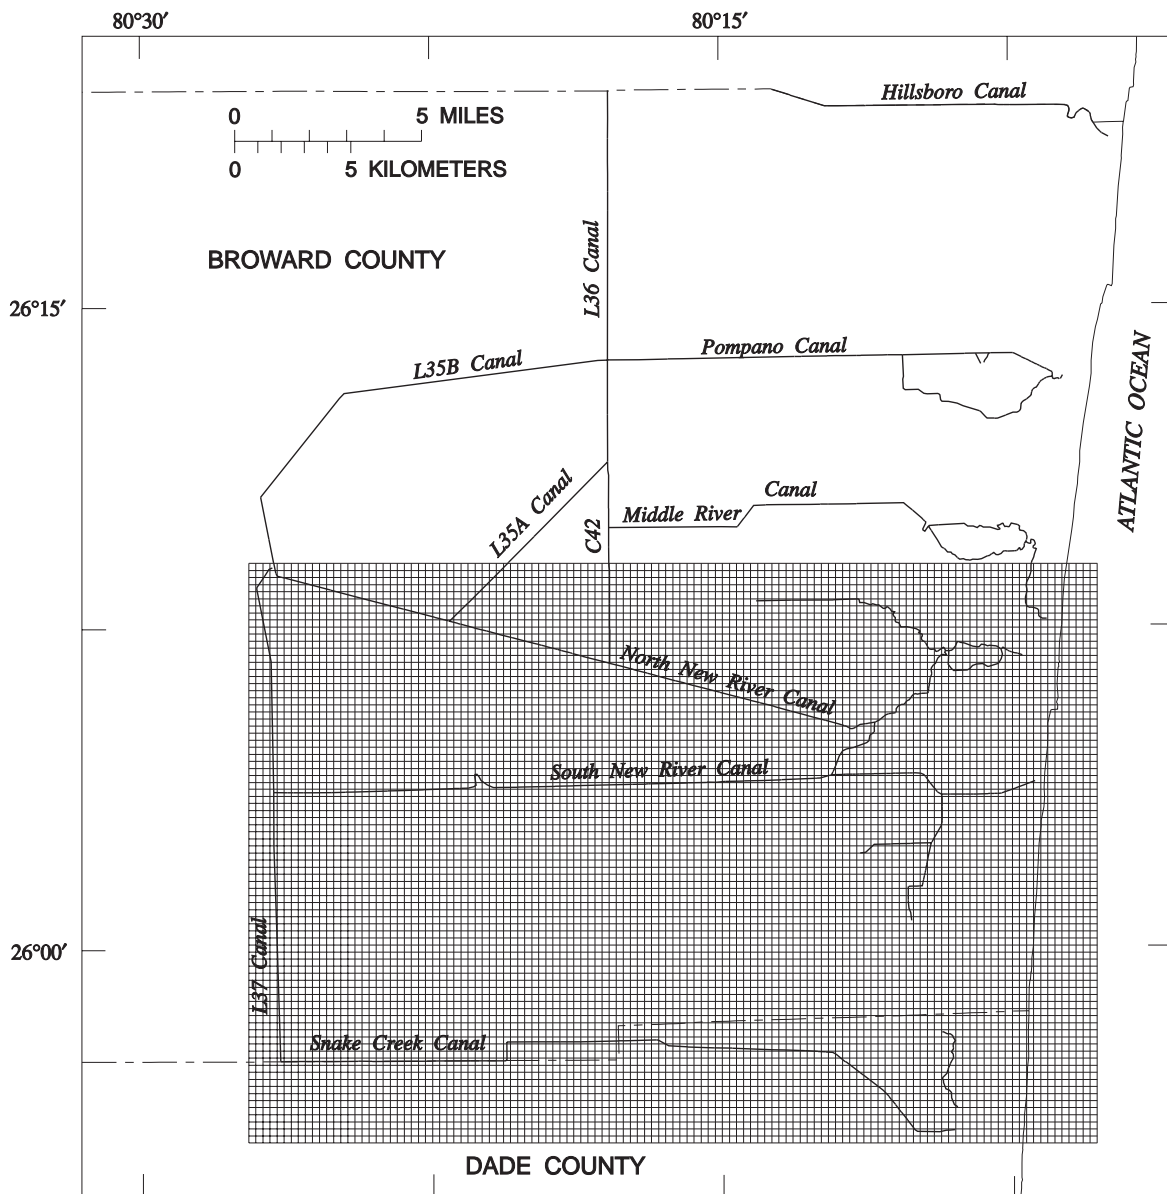 80°30′ 80°15′
Hillsboro Canal
0 5 MILES
0 5 KILOMETERS
L36 Canal
BROWARD COUNTY
26°15′
Pompano Canal
L35B Canal
ATLANTIC OCEAN
L35A Canal
Canal
Middle River
C42
North New River Canal
South New River Canal
26°00′
L37 Canal
Snake Creek Canal
DADE COUNTY